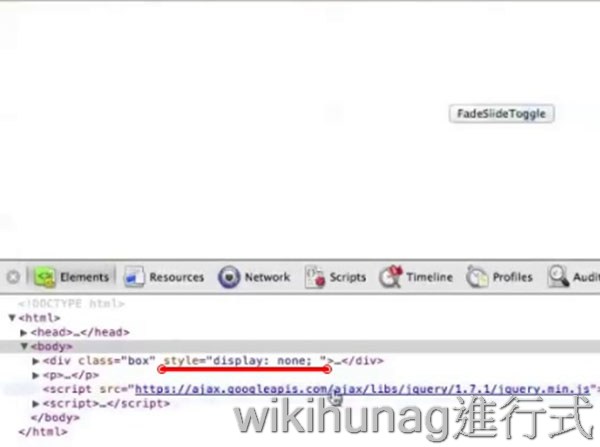 FadeSlideToggle
Elements Resources Network Scripts Timeline Profiles Audit
<!DOCTYPE html>
▼<html>
▶<head>…</head>
▼<body>
▶<div class="box" style="display: none; ">…</div>
▶<p>…</p>
<script src="https://ajax.googleapis.com/ajax/libs/jquery/1.7.1/jquery.min.js"
▶<script>…</script>
</body>
</html>
wikihunag進行式